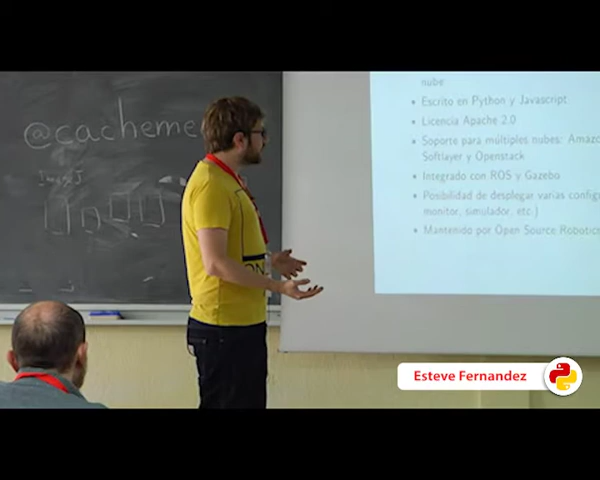 @cacheme
nube
• Escrito en Python y Javascript
• Licencia Apache 2.0
• Soporte para múltiples nubes: Amazo
Softlayer y Openstack
• Integrado con ROS y Gazebo
• Posibilidad de desplegar varias config
monitor, simulador, etc.)
• Mantenido por Open Source Robotics
Esteve Fernandez